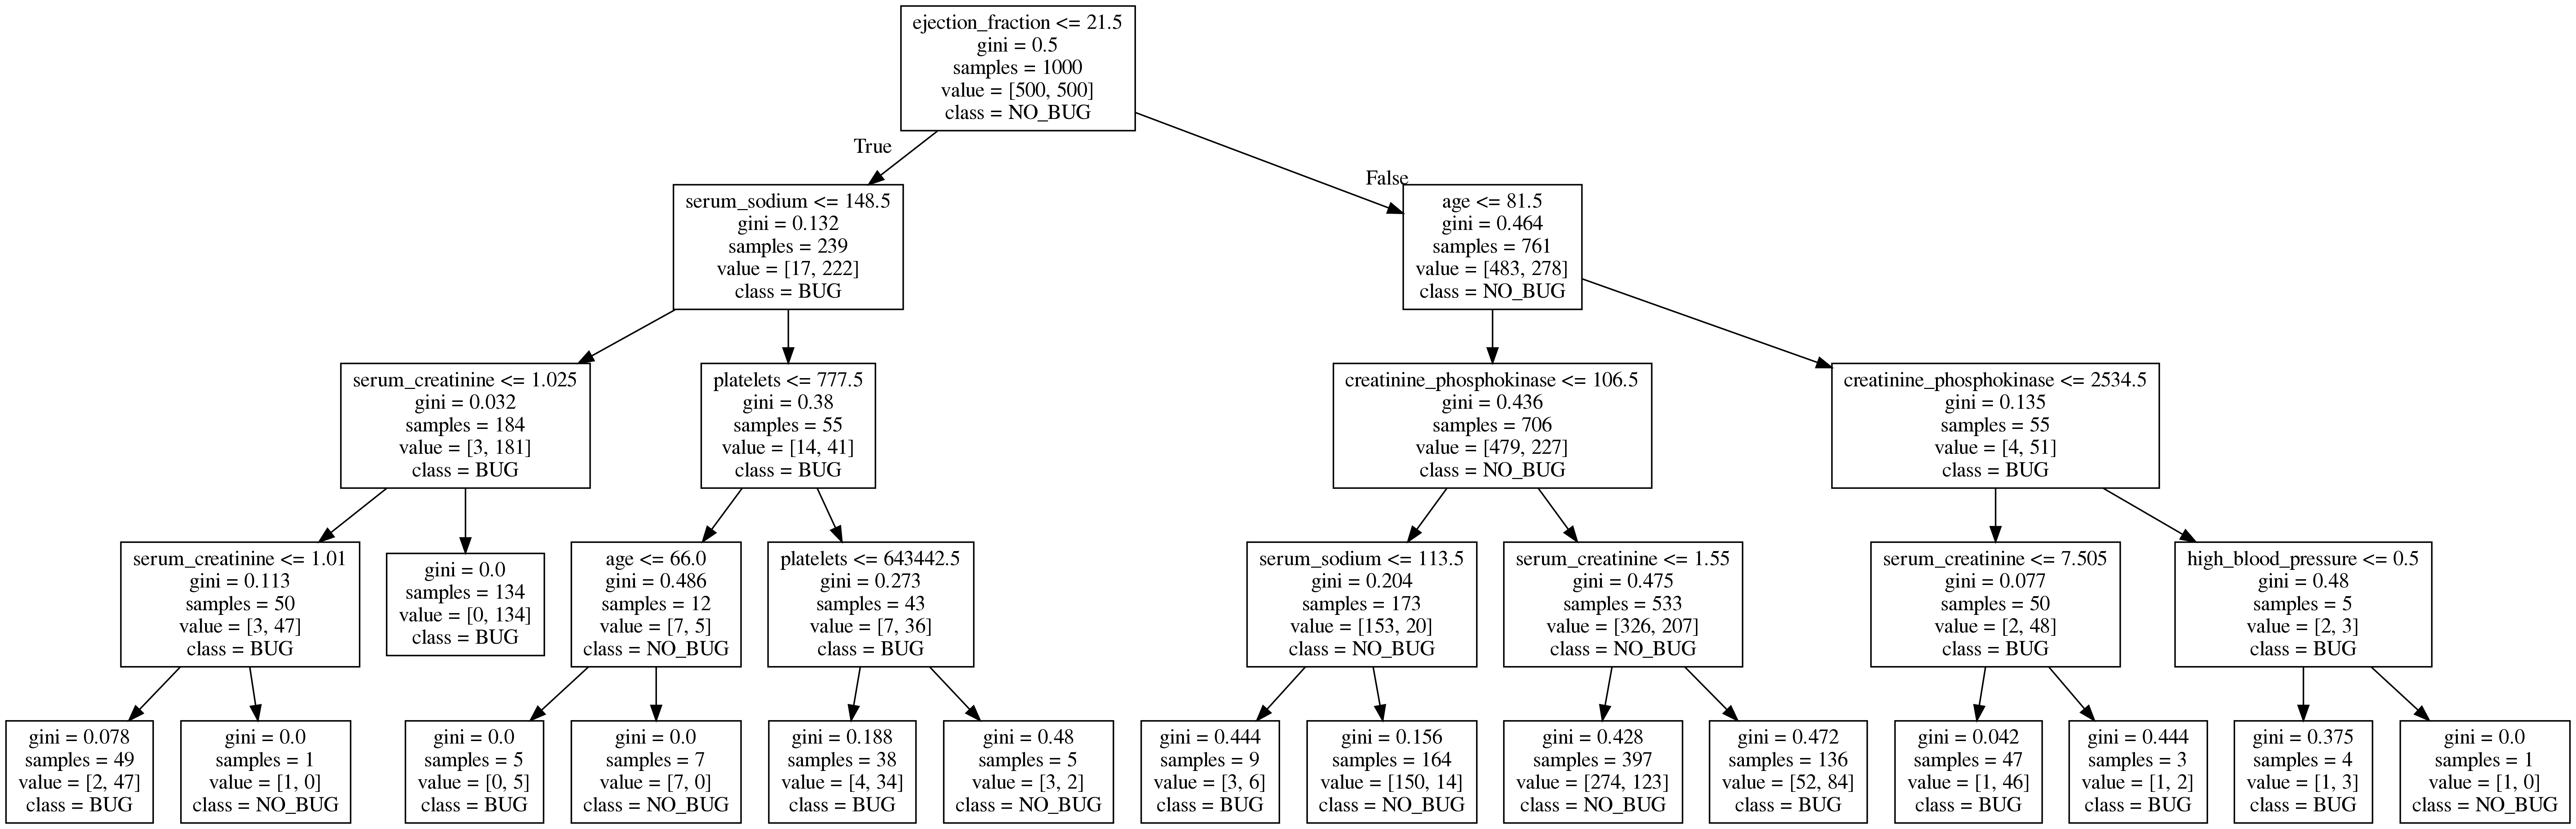 ejection_fraction <= 21.5
gini = 0.5
samples = 1000
value = [500, 500]
class = NO_BUG
True
False
serum_sodium <= 148.5
gini = 0.132
samples = 239
value = [17, 222]
class = BUG
age <= 81.5
gini = 0.464
samples = 761
value = [483, 278]
class = NO_BUG
serum_creatinine <= 1.025
gini = 0.032
samples = 184
value = [3, 181]
class = BUG
platelets <= 777.5
gini = 0.38
samples = 55
value = [14, 41]
class = BUG
creatinine_phosphokinase <= 106.5
gini = 0.436
samples = 706
value = [479, 227]
class = NO_BUG
creatinine_phosphokinase <= 2534.5
gini = 0.135
samples = 55
value = [4, 51]
class = BUG
serum_creatinine <= 1.01
gini = 0.113
samples = 50
value = [3, 47]
class = BUG
gini = 0.0
samples = 134
value = [0, 134]
class = BUG
age <= 66.0
gini = 0.486
samples = 12
value = [7, 5]
class = NO_BUG
platelets <= 643442.5
gini = 0.273
samples = 43
value = [7, 36]
class = BUG
serum_sodium <= 113.5
gini = 0.204
samples = 173
value = [153, 20]
class = NO_BUG
serum_creatinine <= 1.55
gini = 0.475
samples = 533
value = [326, 207]
class = NO_BUG
serum_creatinine <= 7.505
gini = 0.077
samples = 50
value = [2, 48]
class = BUG
high_blood_pressure <= 0.5
gini = 0.48
samples = 5
value = [2, 3]
class = BUG
gini = 0.078
samples = 49
value = [2, 47]
class = BUG
gini = 0.0
samples = 1
value = [1, 0]
class = NO_BUG
gini = 0.0
samples = 5
value = [0, 5]
class = BUG
gini = 0.0
samples = 7
value = [7, 0]
class = NO_BUG
gini = 0.188
samples = 38
value = [4, 34]
class = BUG
gini = 0.48
samples = 5
value = [3, 2]
class = NO_BUG
gini = 0.444
samples = 9
value = [3, 6]
class = BUG
gini = 0.156
samples = 164
value = [150, 14]
class = NO_BUG
gini = 0.428
samples = 397
value = [274, 123]
class = NO_BUG
gini = 0.472
samples = 136
value = [52, 84]
class = BUG
gini = 0.042
samples = 47
value = [1, 46]
class = BUG
gini = 0.444
samples = 3
value = [1, 2]
class = BUG
gini = 0.375
samples = 4
value = [1, 3]
class = BUG
gini = 0.0
samples = 1
value = [1, 0]
class = NO_BUG